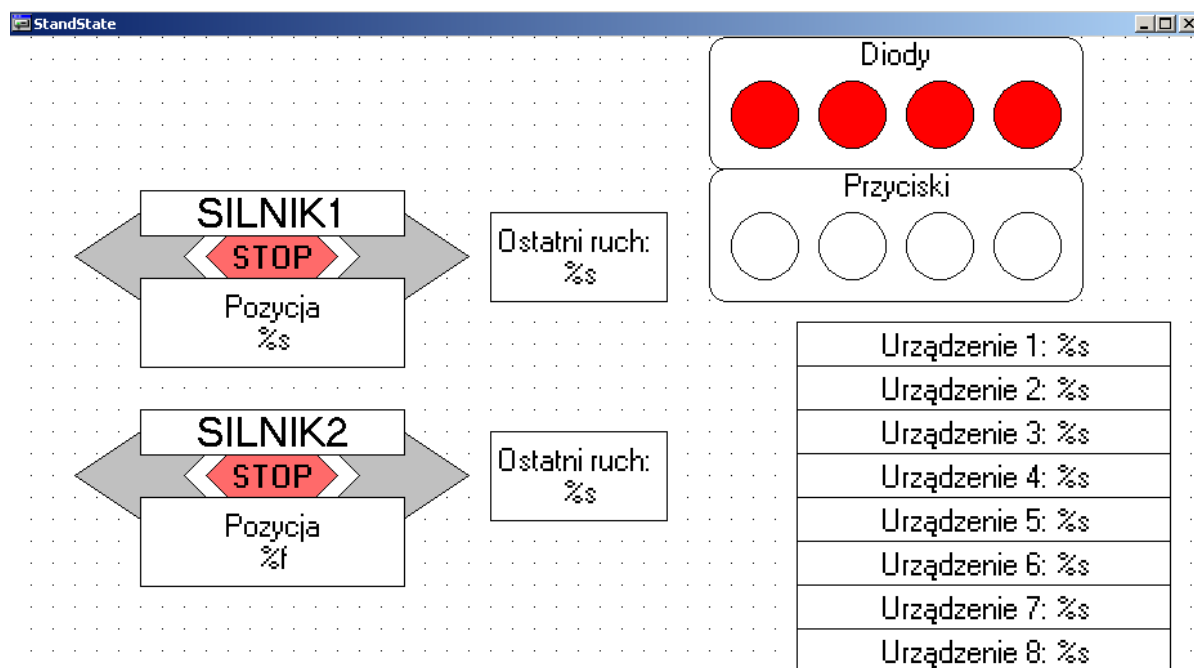 StandState
Diody
Przyciski
SILNIK1
STOP
Pozycja
%s
Ostatni ruch:
%s
SILNIK2
STOP
Pozycja
%f
Ostatni ruch:
%s
Urządzenie 1: %s
Urządzenie 2: %s
Urządzenie 3: %s
Urządzenie 4: %s
Urządzenie 5: %s
Urządzenie 6: %s
Urządzenie 7: %s
Urządzenie 8: %s